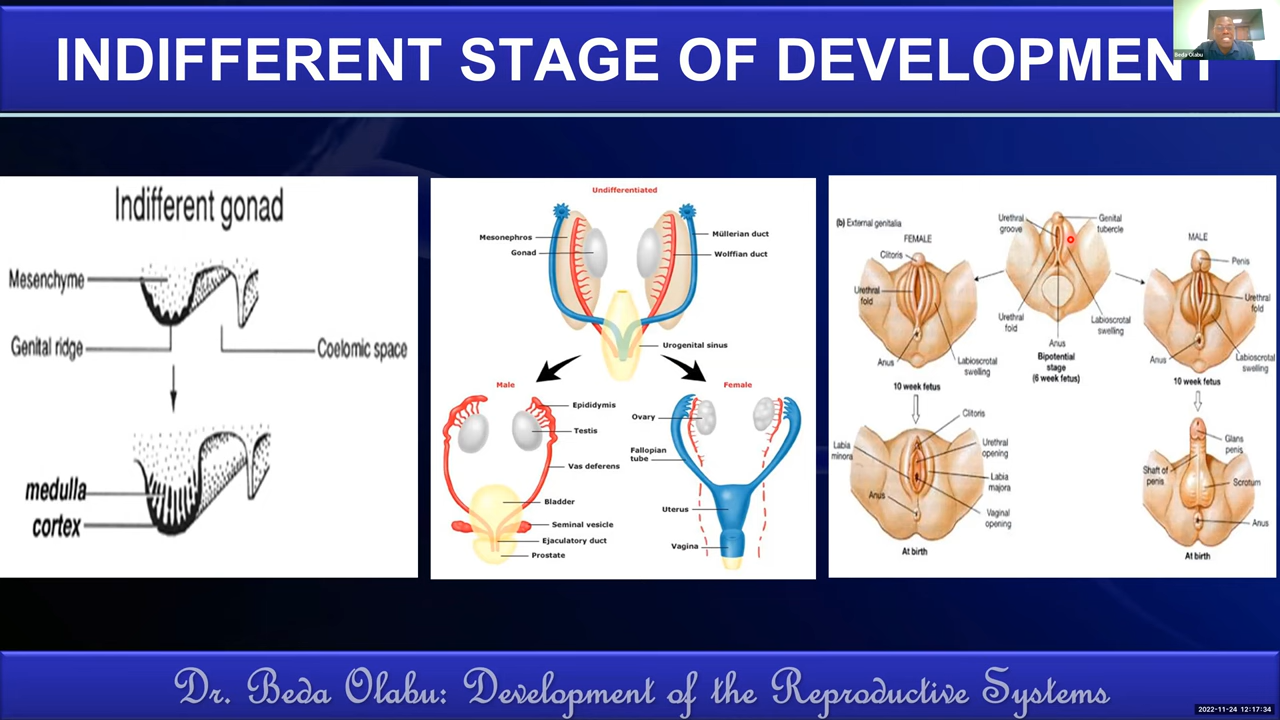 INDIFFERENT STAGE OF DEVELOPMENT
Beda Olabu
Indifferent gonad
Mesenchyme
Genital ridge
Coelomic space
medulla
cortex
Undifferentiated
Mesonephros
Gonad
Müllerian duct
Wolffian duct
Urogenital sinus
Male
Female
Epididymis
Testis
Vas deferens
Bladder
Seminal vesicle
Ejaculatory duct
Prostate
Ovary
Fallopian
tube
Uterus
Vagina
(b) External genitalia
FEMALE
Clitoris
Urethral
fold
Anus
Labioscrotal
swelling
10 week fetus
Urethral
groove
Genital
tubercle
Urethral
fold
Labioscrotal
swelling
Anus
Bipotential
stage
(6 week fetus)
MALE
Penis
Urethral
fold
Anus
Labioscrotal
swelling
10 week fetus
Clitoris
Labia
minora
Urethral
opening
Labia
majora
Anus
Vaginal
opening
At birth
Glans
penis
Shaft of
penis
Scrotum
Anus
At birth
Dr. Beda Olabu: Development of the Reproductive Systems
2022-11-24 12:17:34